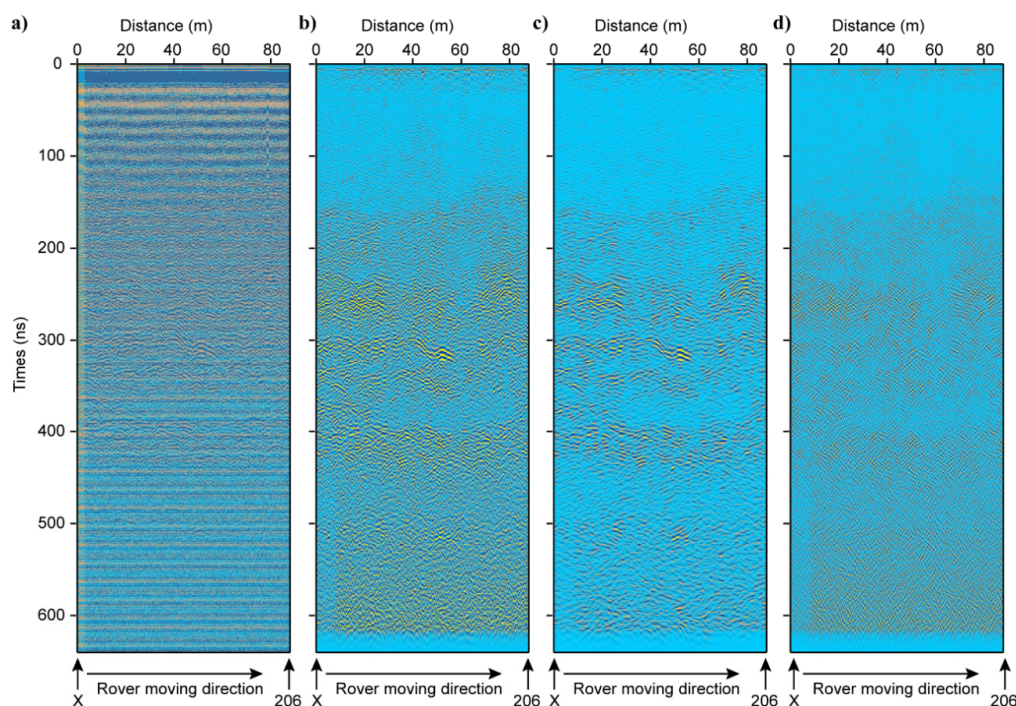 a) Distance (m) b) Distance (m) c) Distance (m) d) Distance (m)
0 20 40 60 80 0 20 40 60 80 0 20 40 60 80 0 20 40 60 80
0
100
200
300
400
500
600
Times (ns)
Rover moving direction Rover moving direction Rover moving direction Rover moving direction
X 206 X 206 X 206 X 206